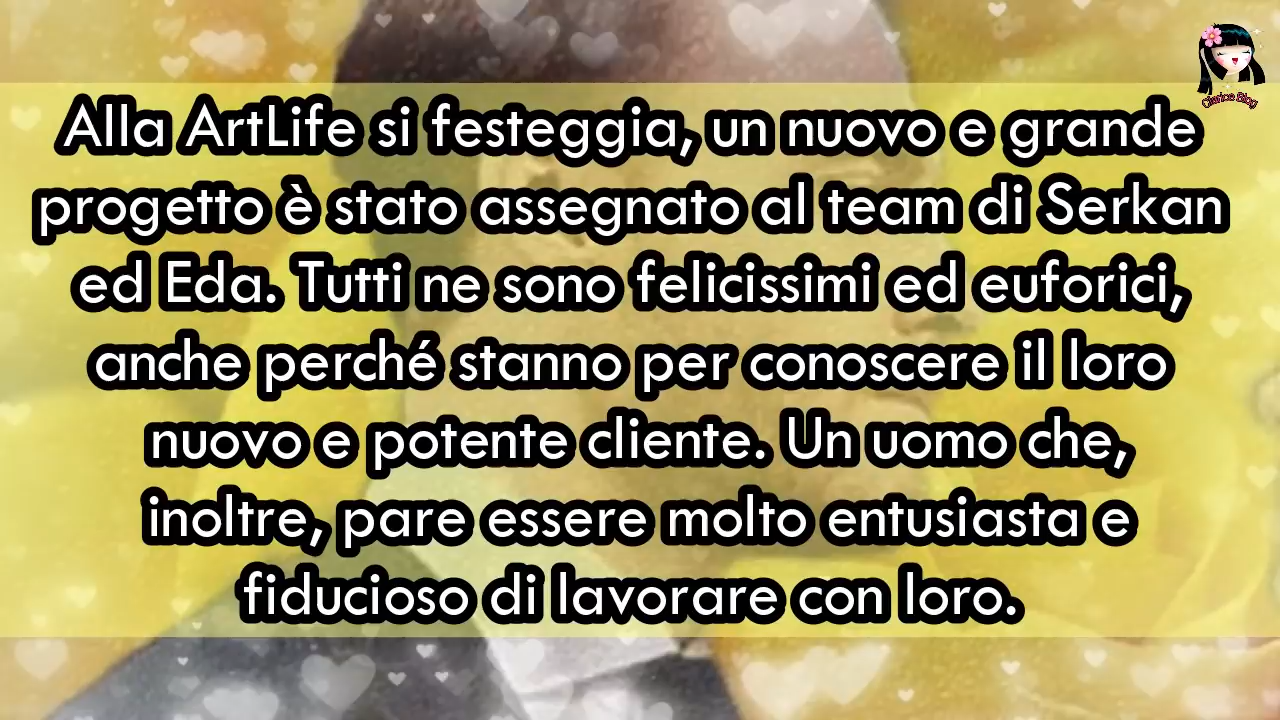 Clarice Blog
Alla ArtLife si festeggia, un nuovo e grande
progetto è stato assegnato al team di Serkan
ed Eda. Tutti ne sono felicissimi ed euforici,
anche perché stanno per conoscere il loro
nuovo e potente cliente. Un uomo che,
inoltre, pare essere molto entusiasta e
fiducioso di lavorare con loro.